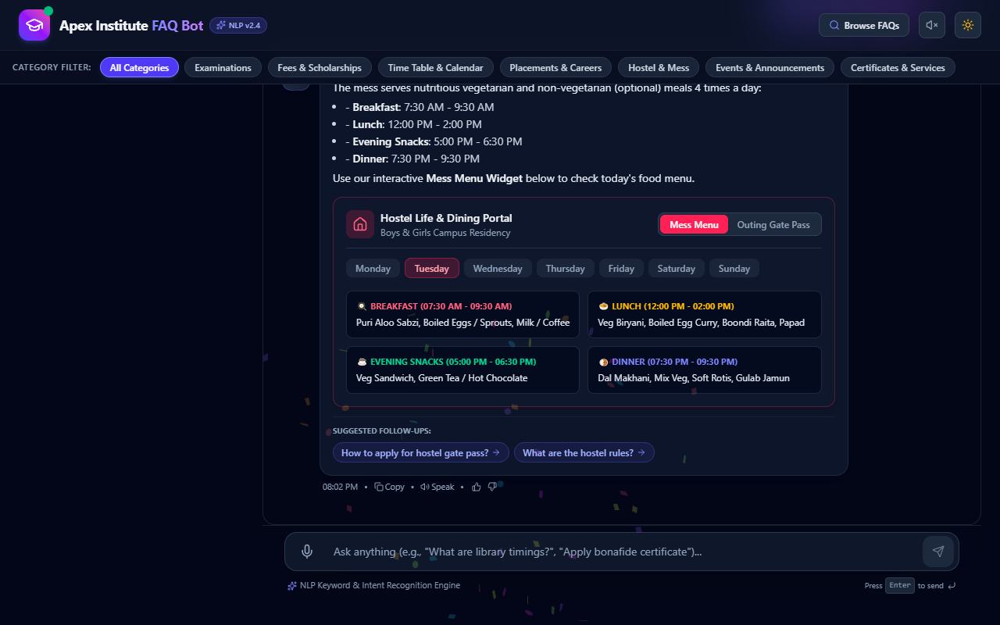 Apex Institute FAQ Bot
NLP v2.4
Browse FAQs
CATEGORY FILTER:
All Categories
Examinations
Fees & Scholarships
Time Table & Calendar
Placements & Careers
Hostel & Mess
Events & Announcements
Certificates & Services
The mess serves nutritious vegetarian and non-vegetarian (optional) meals 4 times a day:
• - Breakfast: 7:30 AM - 9:30 AM
• - Lunch: 12:00 PM - 2:00 PM
• - Evening Snacks: 5:00 PM - 6:30 PM
• - Dinner: 7:30 PM - 9:30 PM
Use our interactive Mess Menu Widget below to check today's food menu.
Hostel Life & Dining Portal
Boys & Girls Campus Residency
Mess Menu
Outing Gate Pass
Monday
Tuesday
Wednesday
Thursday
Friday
Saturday
Sunday
BREAKFAST (07:30 AM - 09:30 AM)
Puri Aloo Sabzi, Boiled Eggs / Sprouts, Milk / Coffee
LUNCH (12:00 PM - 02:00 PM)
Veg Biryani, Boiled Egg Curry, Boondi Raita, Papad
EVENING SNACKS (05:00 PM - 06:30 PM)
Veg Sandwich, Green Tea / Hot Chocolate
DINNER (07:30 PM - 09:30 PM)
Dal Makhani, Mix Veg, Soft Rotis, Gulab Jamun
SUGGESTED FOLLOW-UPS:
How to apply for hostel gate pass? →
What are the hostel rules? →
08:02 PM • Copy • Speak •
Ask anything (e.g., "What are library timings?", "Apply bonafide certificate")...
NLP Keyword & Intent Recognition Engine
Press Enter to send